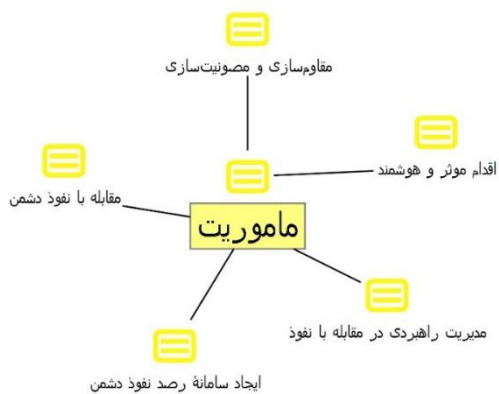 مقاوم‌سازی و مصونیت‌سازی
اقدام موثر و هوشمند
مقابله با نفوذ دشمن
ماموریت
مدیریت راهبردی در مقابله با نفوذ
ایجاد سامانۀ رصد نفوذ دشمن